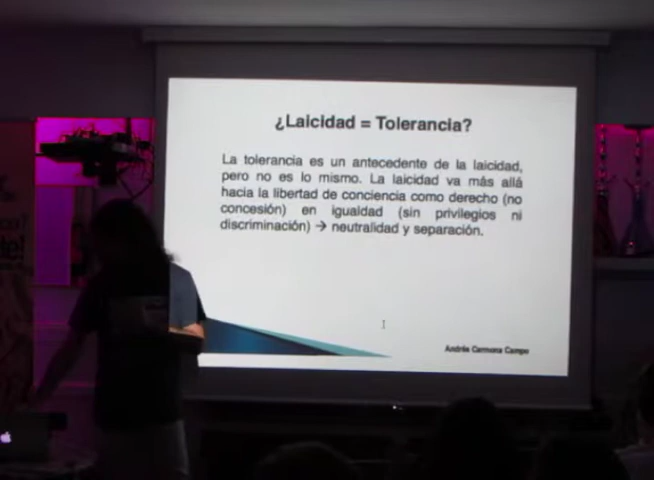 ¿Laicidad = Tolerancia?
La tolerancia es un antecedente de la laicidad,
pero no es lo mismo. La laicidad va más allá
hacia la libertad de conciencia como derecho (no
concesión) en igualdad (sin privilegios ni
discriminación) → neutralidad y separación.
Andrés Carmona Campo